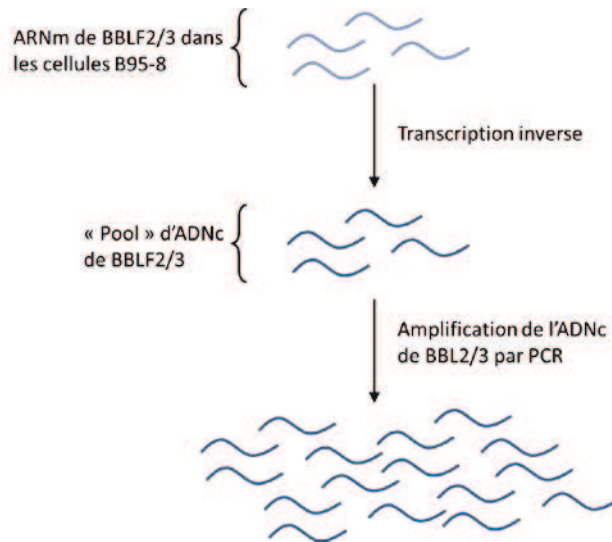 ARNm de BBLF2/3 dans
les cellules B95-8
Transcription inverse
« Pool » d'ADNc
de BBLF2/3
Amplification de l'ADNc
de BBL2/3 par PCR